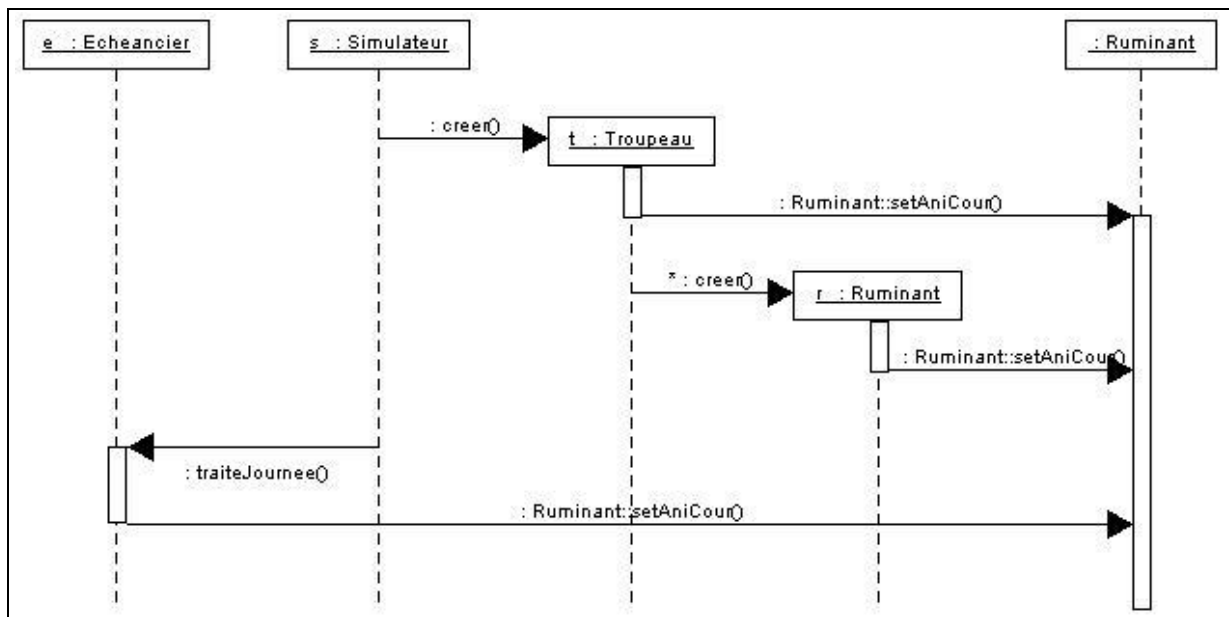 e : Echeancier
s : Simulateur
: Ruminant
: creer()
t : Troupeau
: Ruminant::setAniCour()
* : creer()
r : Ruminant
: Ruminant::setAniCour()
: traiteJournee()
: Ruminant::setAniCour()